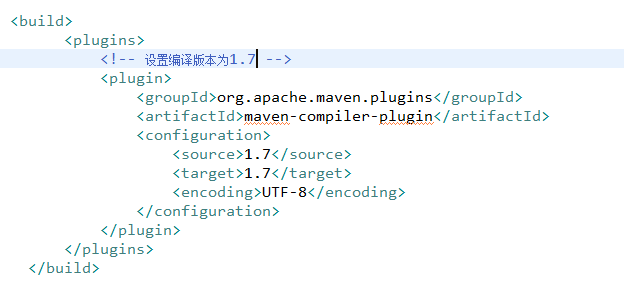 <build>
<plugins>
<!-- 设置编译版本为1.7 -->
<plugin>
<groupId>org.apache.maven.plugins</groupId>
<artifactId>maven-compiler-plugin</artifactId>
<configuration>
<source>1.7</source>
<target>1.7</target>
<encoding>UTF-8</encoding>
</configuration>
</plugin>
</plugins>
</build>